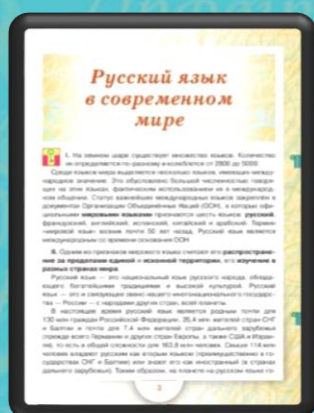 Русский язык
в современном
мире
I. На земном шаре существует множество языков. Количество
их определяется по-разному и колеблется от 2800 до 5000.
Среди языков мира выделяется несколько языков, имеющих между-
народное значение. Это обусловлено большой численностью говоря-
щих на этих языках, фактическим использованием их в международ-
ном общении. Статус важнейших международных языков закреплён в
документах Организации Объединённых Наций (ООН), в которых офи-
циальными мировыми языками признаются шесть языков: русский,
французский, английский, испанский, китайский и арабский. Термин
«мировой язык» возник почти 50 лет назад. Русский язык является
международным со времени основания ООН.
II. Одним из признаков мирового языка считают его распростране-
ние за пределами единой и исконной территории, его изучение в
разных странах мира.
Русский язык — это национальный язык русского народа, облада-
ющего богатейшими традициями и высокой культурой. Русский
язык — это и связующее звено нашего многонационального государст-
ва — России — с народами других стран, всей планеты.
В настоящее время русский язык является родным почти для
130 млн граждан Российской Федерации, 26,4 млн жителей стран СНГ
и Балтии и почти для 7,4 млн жителей стран дальнего зарубежья
(прежде всего Германии и других стран Европы, а также США и Израи-
ля), то есть в общей сложности для 163,8 млн человек. Свыше 114 млн
человек владеют русским как вторым языком (преимущественно в го-
сударствах СНГ и Балтии) или знают его как иностранный (в странах
дальнего зарубежья). Таким образом, на планете на русском языке го-
3